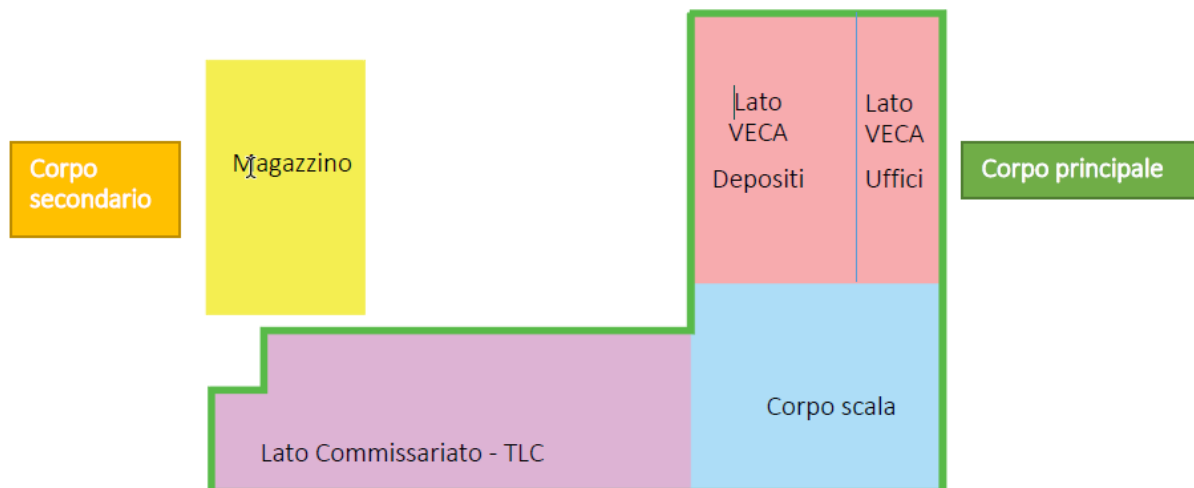 Corpo
secondario
Magazzino
Lato
VECA
Depositi
Lato
VECA
Uffici
Corpo principale
Corpo scala
Lato Commissariato - TLC